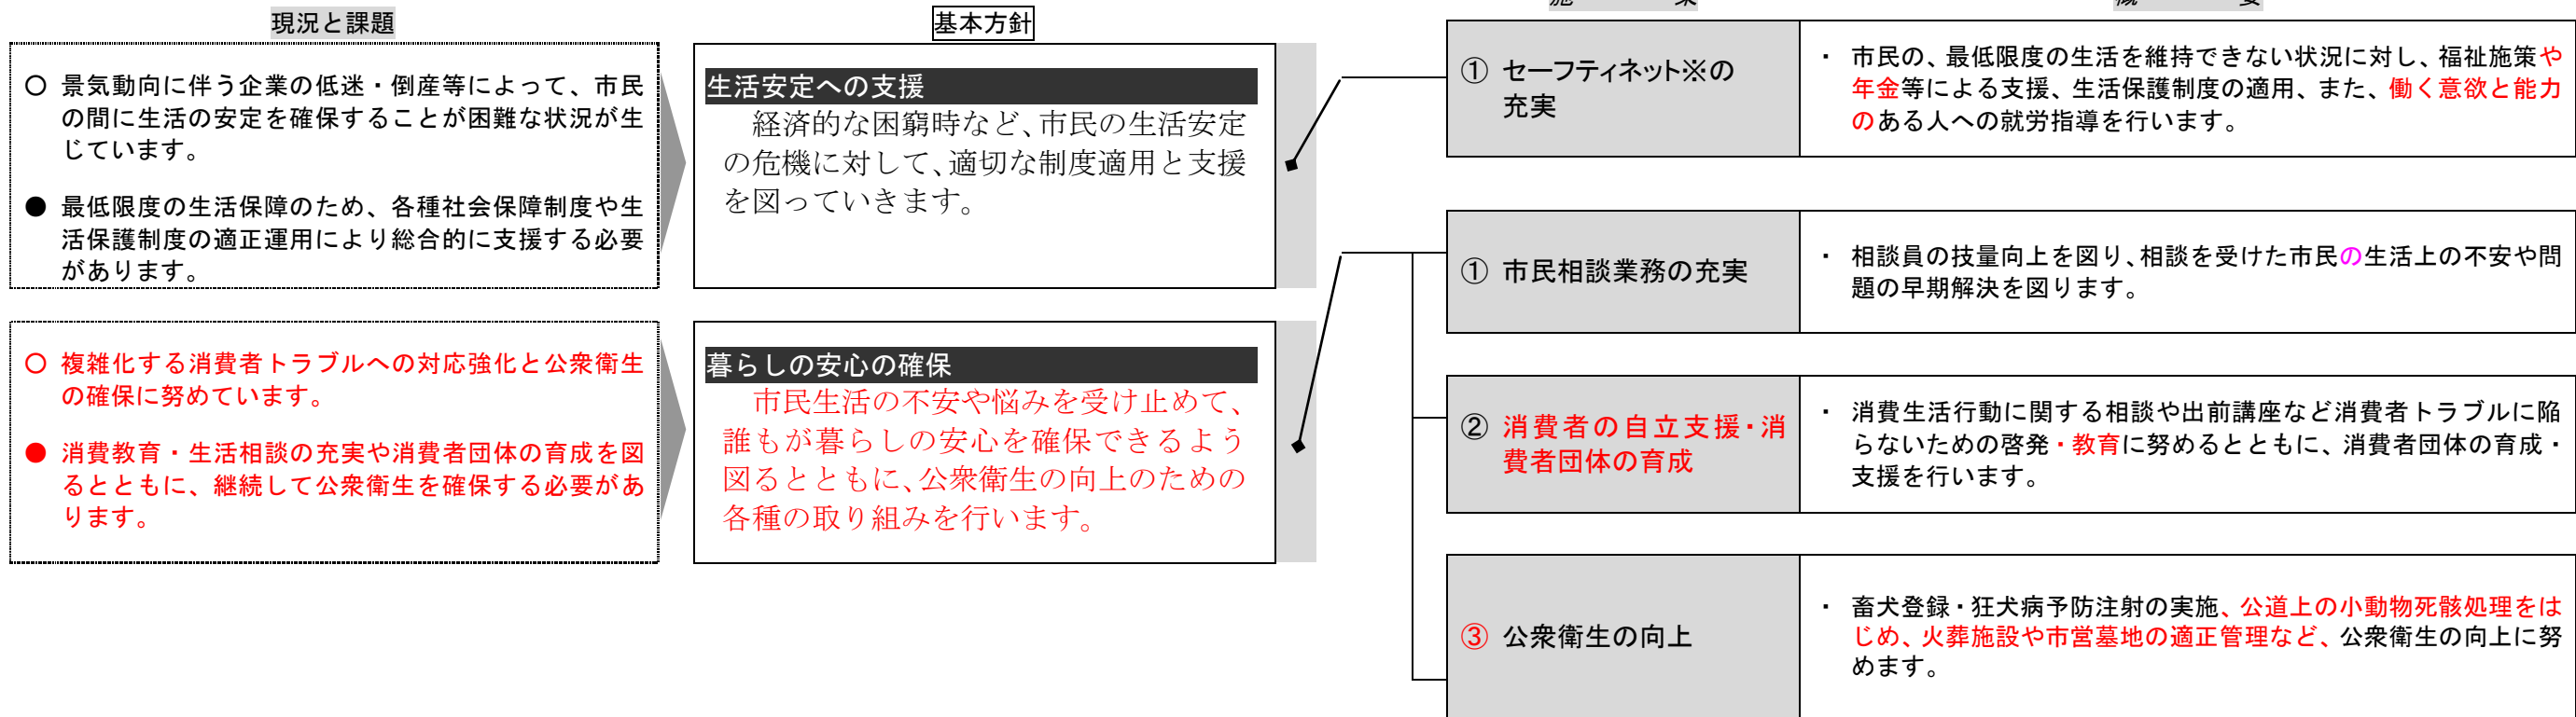 現況と課題
○ 景気動向に伴う企業の低迷・倒産等によって、市民
の間に生活の安定を確保することが困難な状況が生
じています。
● 最低限度の生活保障のため、各種社会保障制度や生
活保護制度の適正運用により総合的に支援する必要
があります。
○ 複雑化する消費者トラブルへの対応強化と公衆衛生
の確保に努めています。
● 消費教育・生活相談の充実や消費者団体の育成を図
るとともに、継続して公衆衛生を確保する必要があ
ります。
基本方針
生活安定への支援
経済的な困窮時など、市民の生活安定
の危機に対して、適切な制度適用と支援
を図っていきます。
暮らしの安心の確保
市民生活の不安や悩みを受け止めて、
誰もが暮らしの安心を確保できるよう
図るとともに、公衆衛生の向上のための
各種の取り組みを行います。
① セーフティネット※の
充実
・ 市民の、最低限度の生活を維持できない状況に対し、福祉施策や
年金等による支援、生活保護制度の適用、また、働く意欲と能力
のある人への就労指導を行います。
① 市民相談業務の充実
・ 相談員の技量向上を図り、相談を受けた市民の生活上の不安や問
題の早期解決を図ります。
② 消費者の自立支援・消
費者団体の育成
・ 消費生活行動に関する相談や出前講座など消費者トラブルに陥
らないための啓発・教育に努めるとともに、消費者団体の育成・
支援を行います。
③ 公衆衛生の向上
・ 畜犬登録・狂犬病予防注射の実施、公道上の小動物死骸処理をは
じめ、火葬施設や市営墓地の適正管理など、公衆衛生の向上に努
めます。